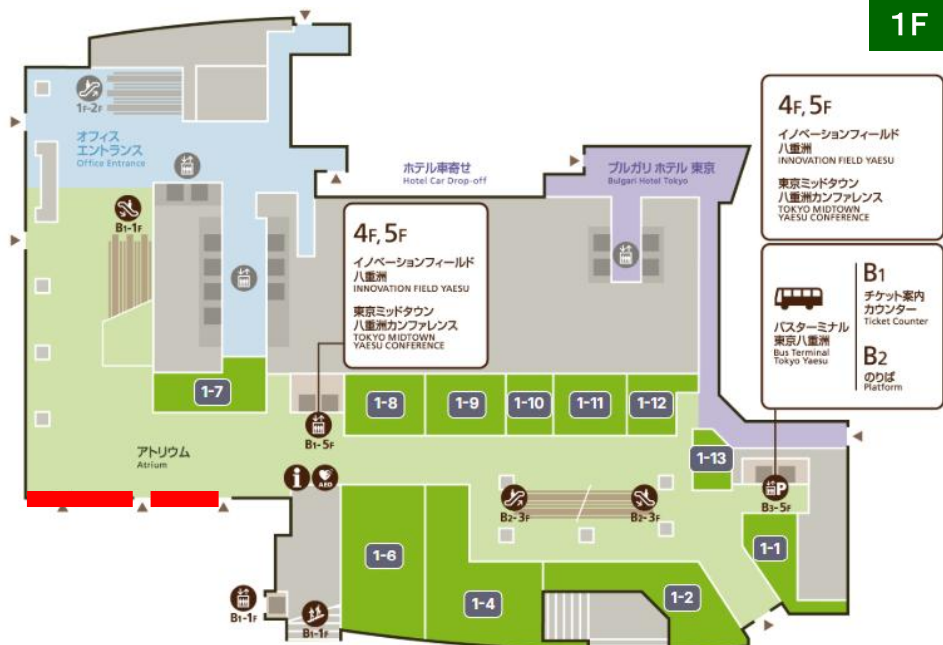 1F
1F-2F
オフィス
エントランス
Office Entrance
B1-1F
ホテル車寄せ
Hotel Car Drop-off
ブルガリ ホテル 東京
Bulgari Hotel Tokyo
4F, 5F
イノベーションフィールド
八重洲
INNOVATION FIELD YAESU
東京ミッドタウン
八重洲カンファレンス
TOKYO MIDTOWN
YAESU CONFERENCE
4F, 5F
イノベーションフィールド
八重洲
INNOVATION FIELD YAESU
東京ミッドタウン
八重洲カンファレンス
TOKYO MIDTOWN
YAESU CONFERENCE
バスターミナル
東京八重洲
Bus Terminal
Tokyo Yaesu
B1
チケット案内
カウンター
Ticket Counter
B2
のりば
Platform
1-7
1-8
1-9
1-10
1-11
1-12
B1-5F
アトリウム
Atrium
1-13
i
AED
P
B3-5F
B2-3F
B2-3F
1-1
1-6
1-4
1-2
B1-1F
B1-1F